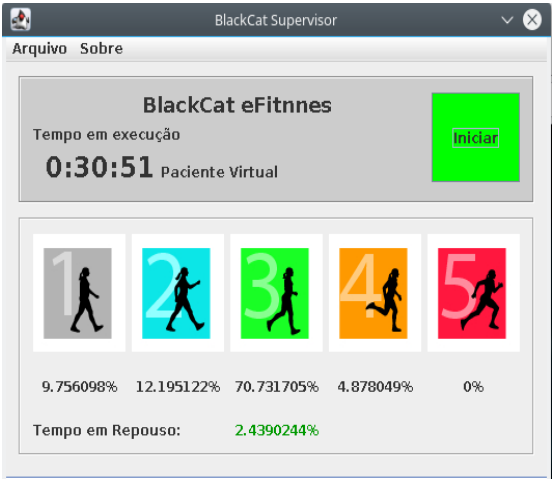 BlackCat Supervisor
Arquivo Sobre
BlackCat eFitnnes
Tempo em execução
Iniciar
0:30:51 Paciente Virtual
1 2 3 4 5
9.756098% 12.195122% 70.731705% 4.878049% 0%
Tempo em Repouso: 2.4390244%